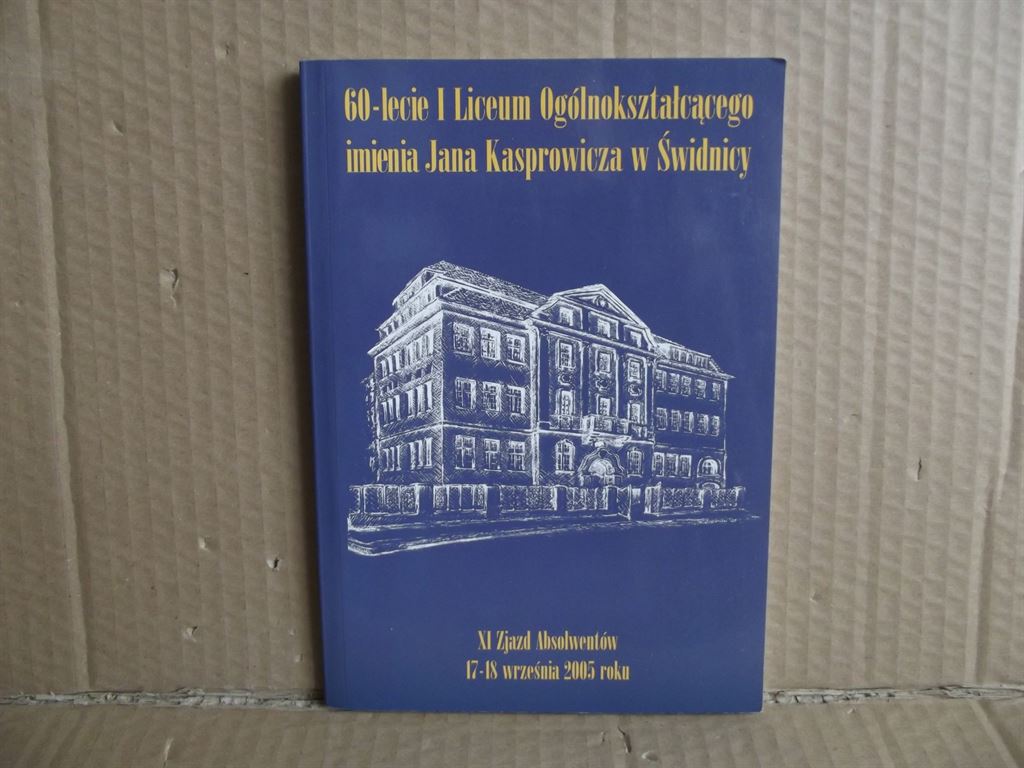 60-lecie I Liceum Ogólnokształcącego
imienia Jana Kasprowicza w Świdnicy
XI Zjazd Absolwentów
17-18 września 2005 roku